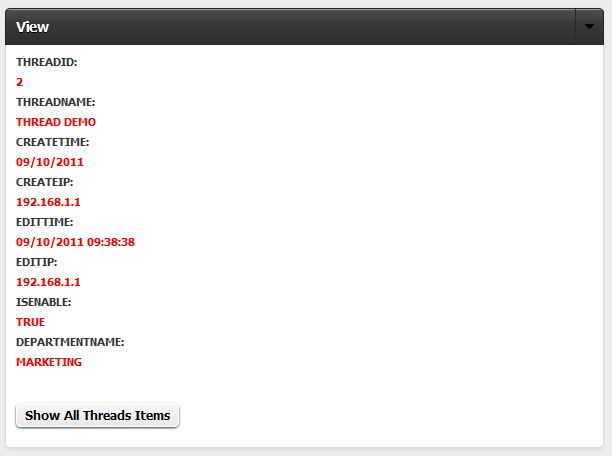 View
THREADID:
2
THREADNAME:
THREAD DEMO
CREATETIME:
09/10/2011
CREATEIP:
192.168.1.1
EDITTIME:
09/10/2011 09:38:38
EDITIP:
192.168.1.1
ISENABLE:
TRUE
DEPARTMENTNAME:
MARKETING
Show All Threads Items